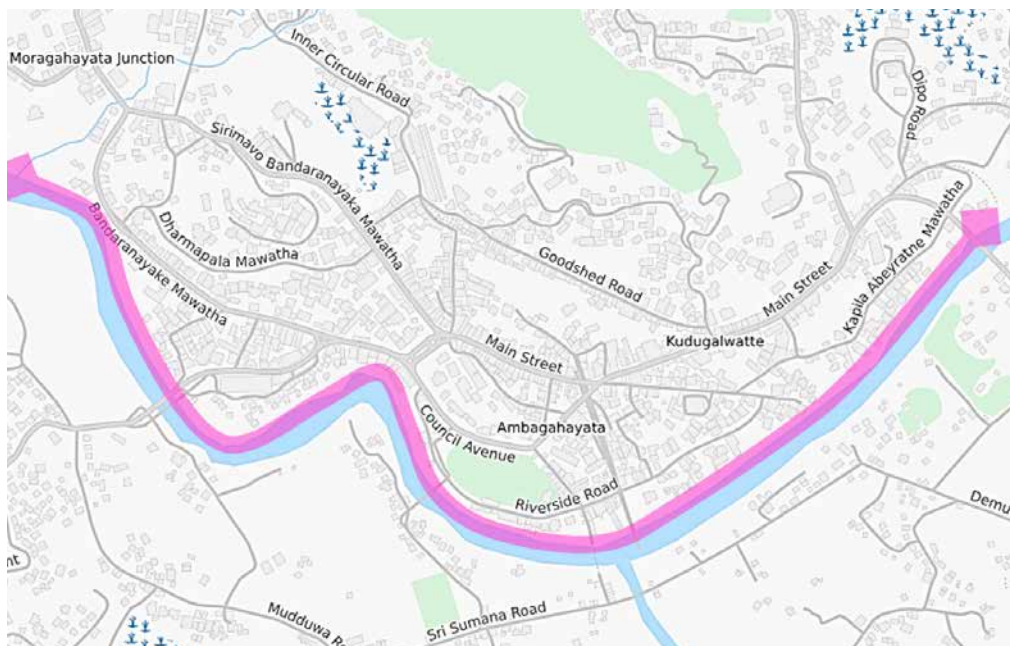 Moragahayata Junction
Inner Circular Road
Dipo Road
Sirimavo Bandaranayaka Mawatha
Bandaranayake Mawatha
Dharmapala Mawatha
Goodshed Road
Main Street
Kapila Abeyratne Mawatha
Main Street
Kudugalwatte
Council Avenue
Ambagahayata
Riverside Road
Demu
nt
Mudduwa Ro
Sri Sumana Road